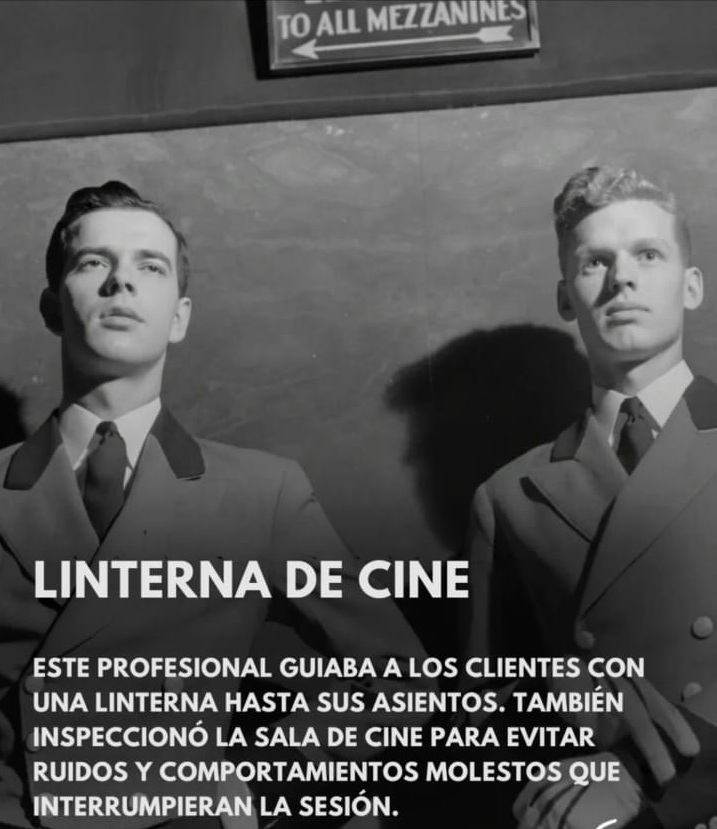 TO ALL MEZZANINES
LINTERNA DE CINE
ESTE PROFESIONAL GUIABA A LOS CLIENTES CON
UNA LINTERNA HASTA SUS ASIENTOS. TAMBIÉN
INSPECCIONÓ LA SALA DE CINE PARA EVITAR
RUIDOS Y COMPORTAMIENTOS MOLESTOS QUE
INTERRUMPIERAN LA SESIÓN.